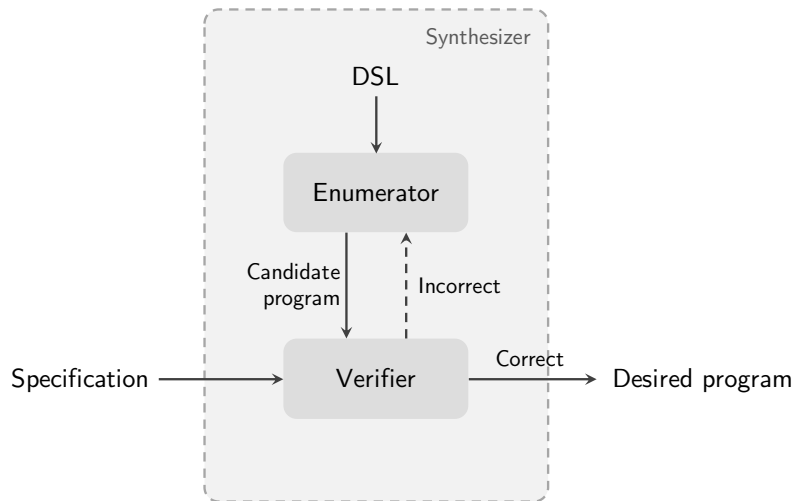 Synthesizer
DSL
Enumerator
Candidate
program
Incorrect
Specification
Verifier
Correct
Desired program